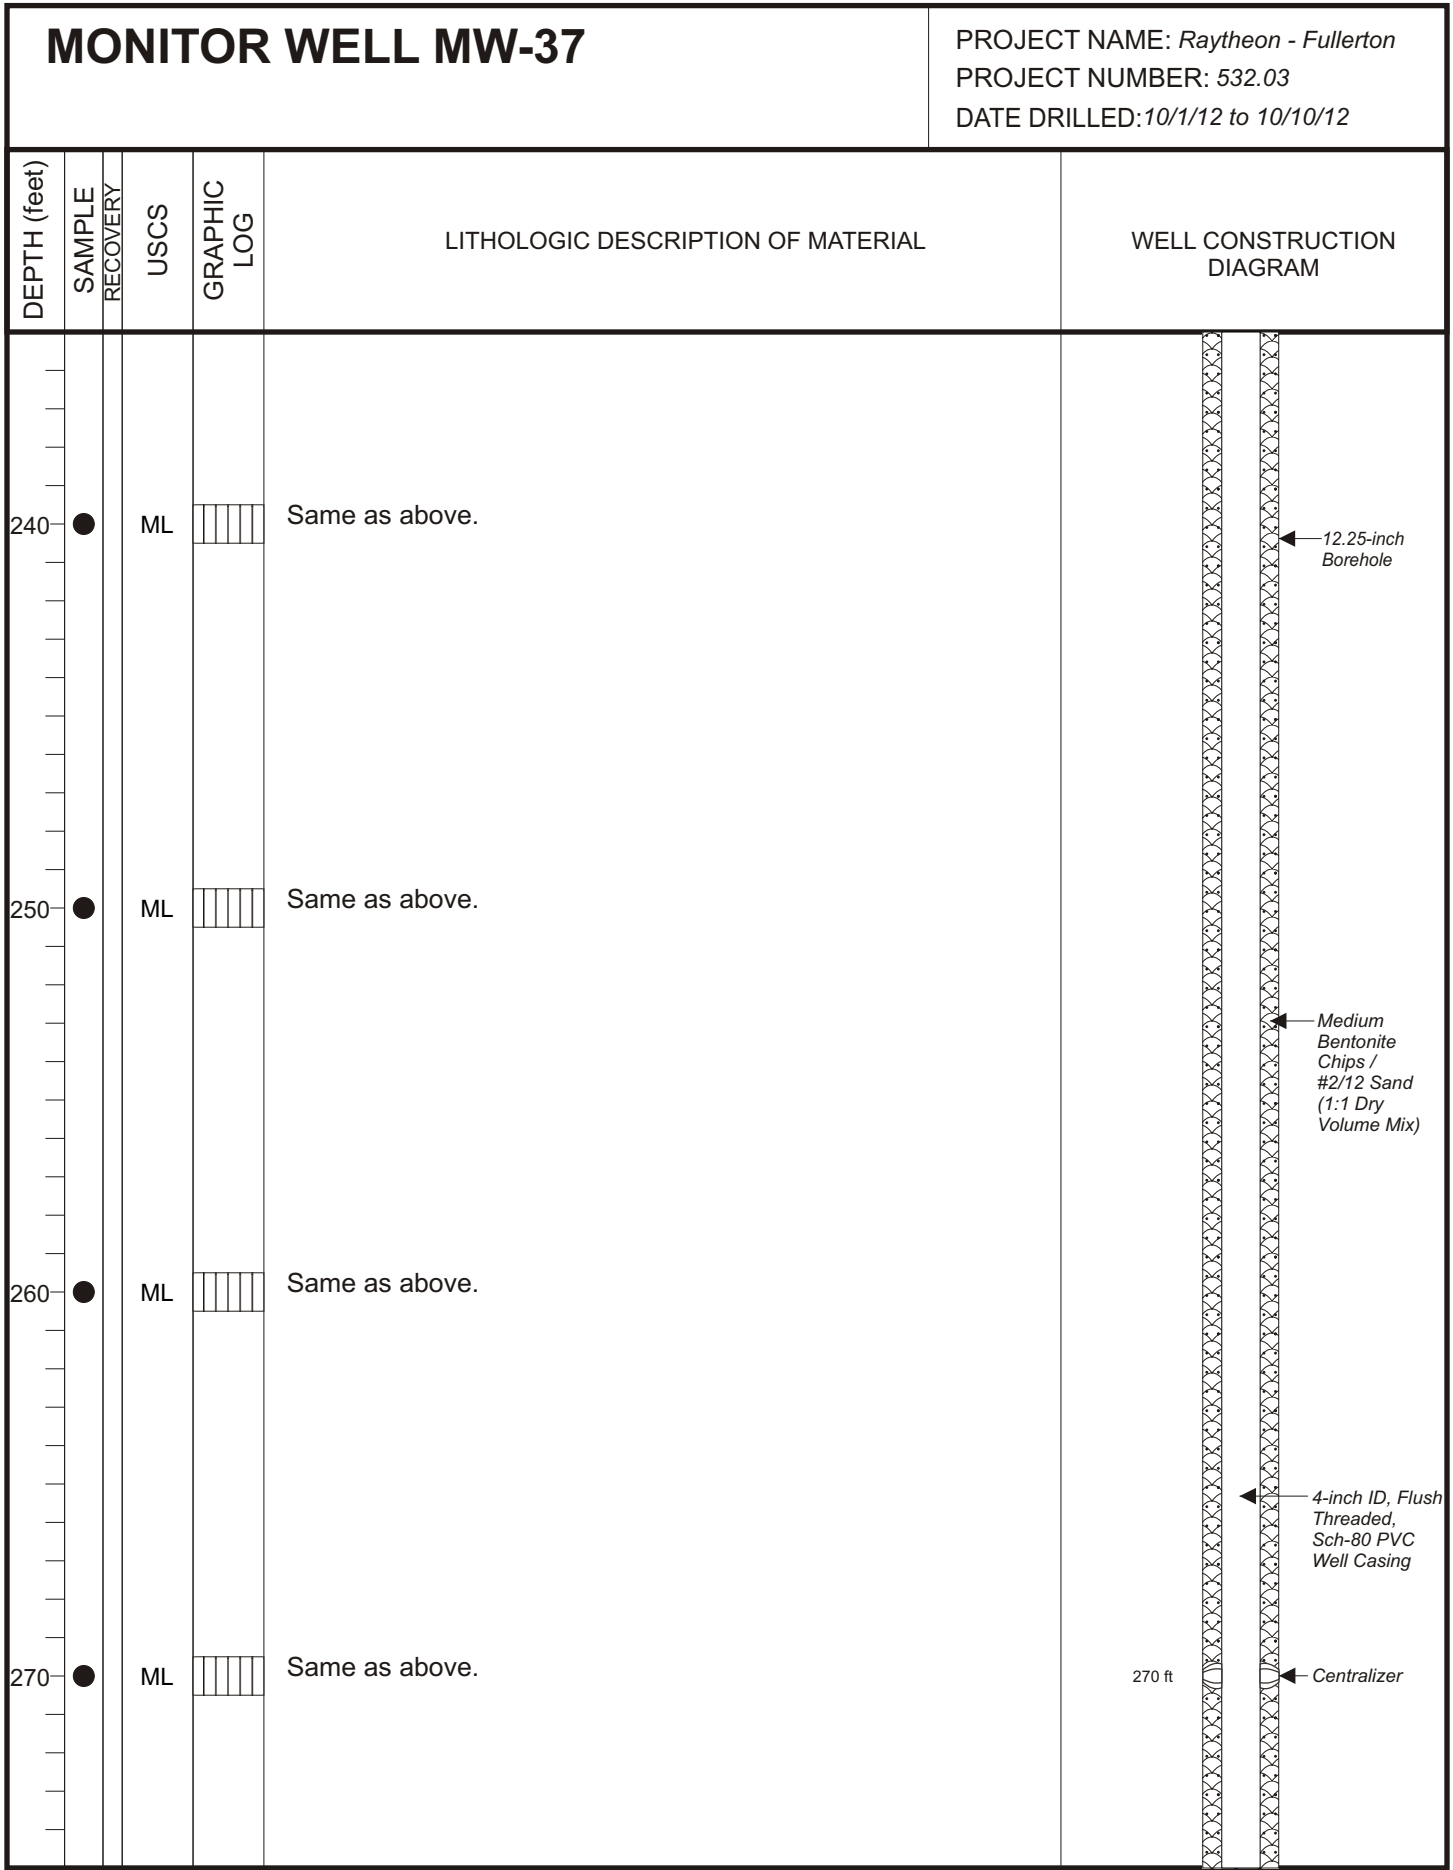 MONITOR WELL MW-37
PROJECT NAME: Raytheon - Fullerton
PROJECT NUMBER: 532.03
DATE DRILLED:10/1/12 to 10/10/12
DEPTH (feet)
SAMPLE
RECOVERY
USCS
GRAPHIC
LOG
LITHOLOGIC DESCRIPTION OF MATERIAL
WELL CONSTRUCTION
DIAGRAM
240
ML
Same as above.
12.25-inch
Borehole
250
ML
Same as above.
Medium
Bentonite
Chips /
#2/12 Sand
(1:1 Dry
Volume Mix)
260
ML
Same as above.
4-inch ID, Flush
Threaded,
Sch-80 PVC
Well Casing
270
ML
Same as above.
270 ft
Centralizer